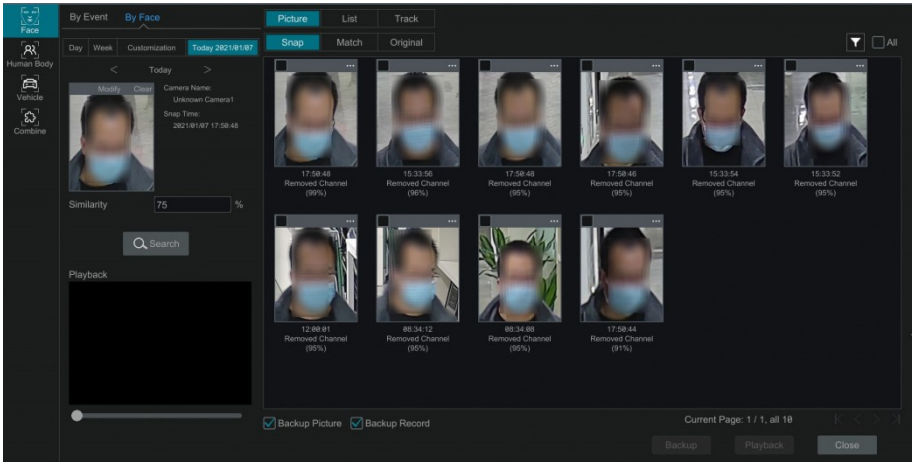 Face
Human Body
Vehicle
Combine
By Event By Face
Day Week Customization Today 2021/01/07
< Today >
Modify Clear
Camera Name:
Unknown Camera1
Snap Time:
2021/01/07 17:50:48
Similarity 75 %
Search
Playback
Picture List Track
Snap Match Original
All
17:50:48 15:33:56 17:50:48 17:50:46 15:33:54 15:33:52
Removed Channel Removed Channel Removed Channel Removed Channel Removed Channel Removed Channel
(99%) (96%) (95%) (95%) (95%) (95%)
12:00:01 08:34:12 08:34:08 17:50:44
Removed Channel Removed Channel Removed Channel Removed Channel
(95%) (95%) (95%) (91%)
Backup Picture Backup Record
Current Page: 1 / 1, all 10
Backup Playback Close